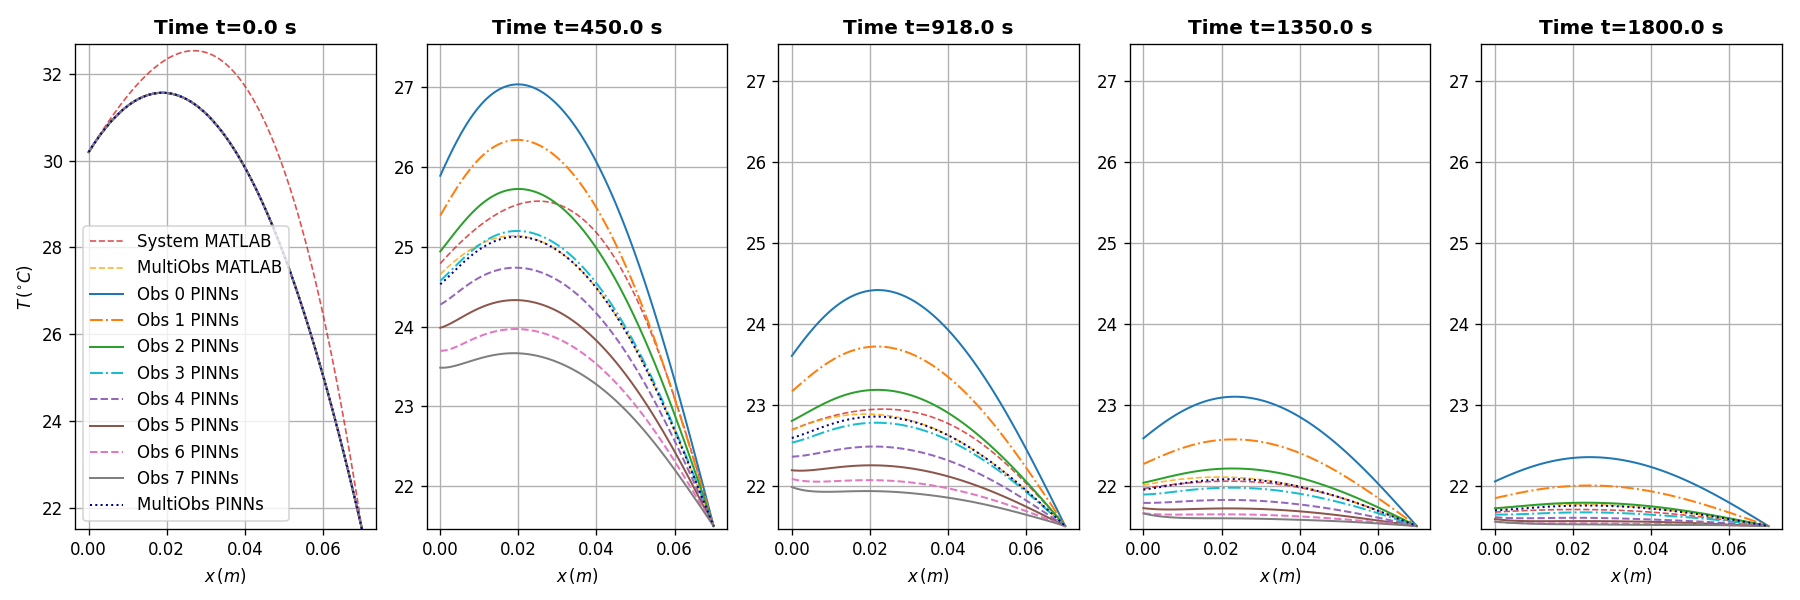 Time t=0.0 s
Time t=450.0 s
Time t=918.0 s
Time t=1350.0 s
Time t=1800.0 s
T (°C)
32
30
28
26
24
22
System MATLAB
MultiObs MATLAB
Obs 0 PINNs
Obs 1 PINNs
Obs 2 PINNs
Obs 3 PINNs
Obs 4 PINNs
Obs 5 PINNs
Obs 6 PINNs
Obs 7 PINNs
MultiObs PINNs
0.00 0.02 0.04 0.06
x (m)
27
26
25
24
23
22
0.00 0.02 0.04 0.06
x (m)
27
26
25
24
23
22
0.00 0.02 0.04 0.06
x (m)
27
26
25
24
23
22
0.00 0.02 0.04 0.06
x (m)
27
26
25
24
23
22
0.00 0.02 0.04 0.06
x (m)